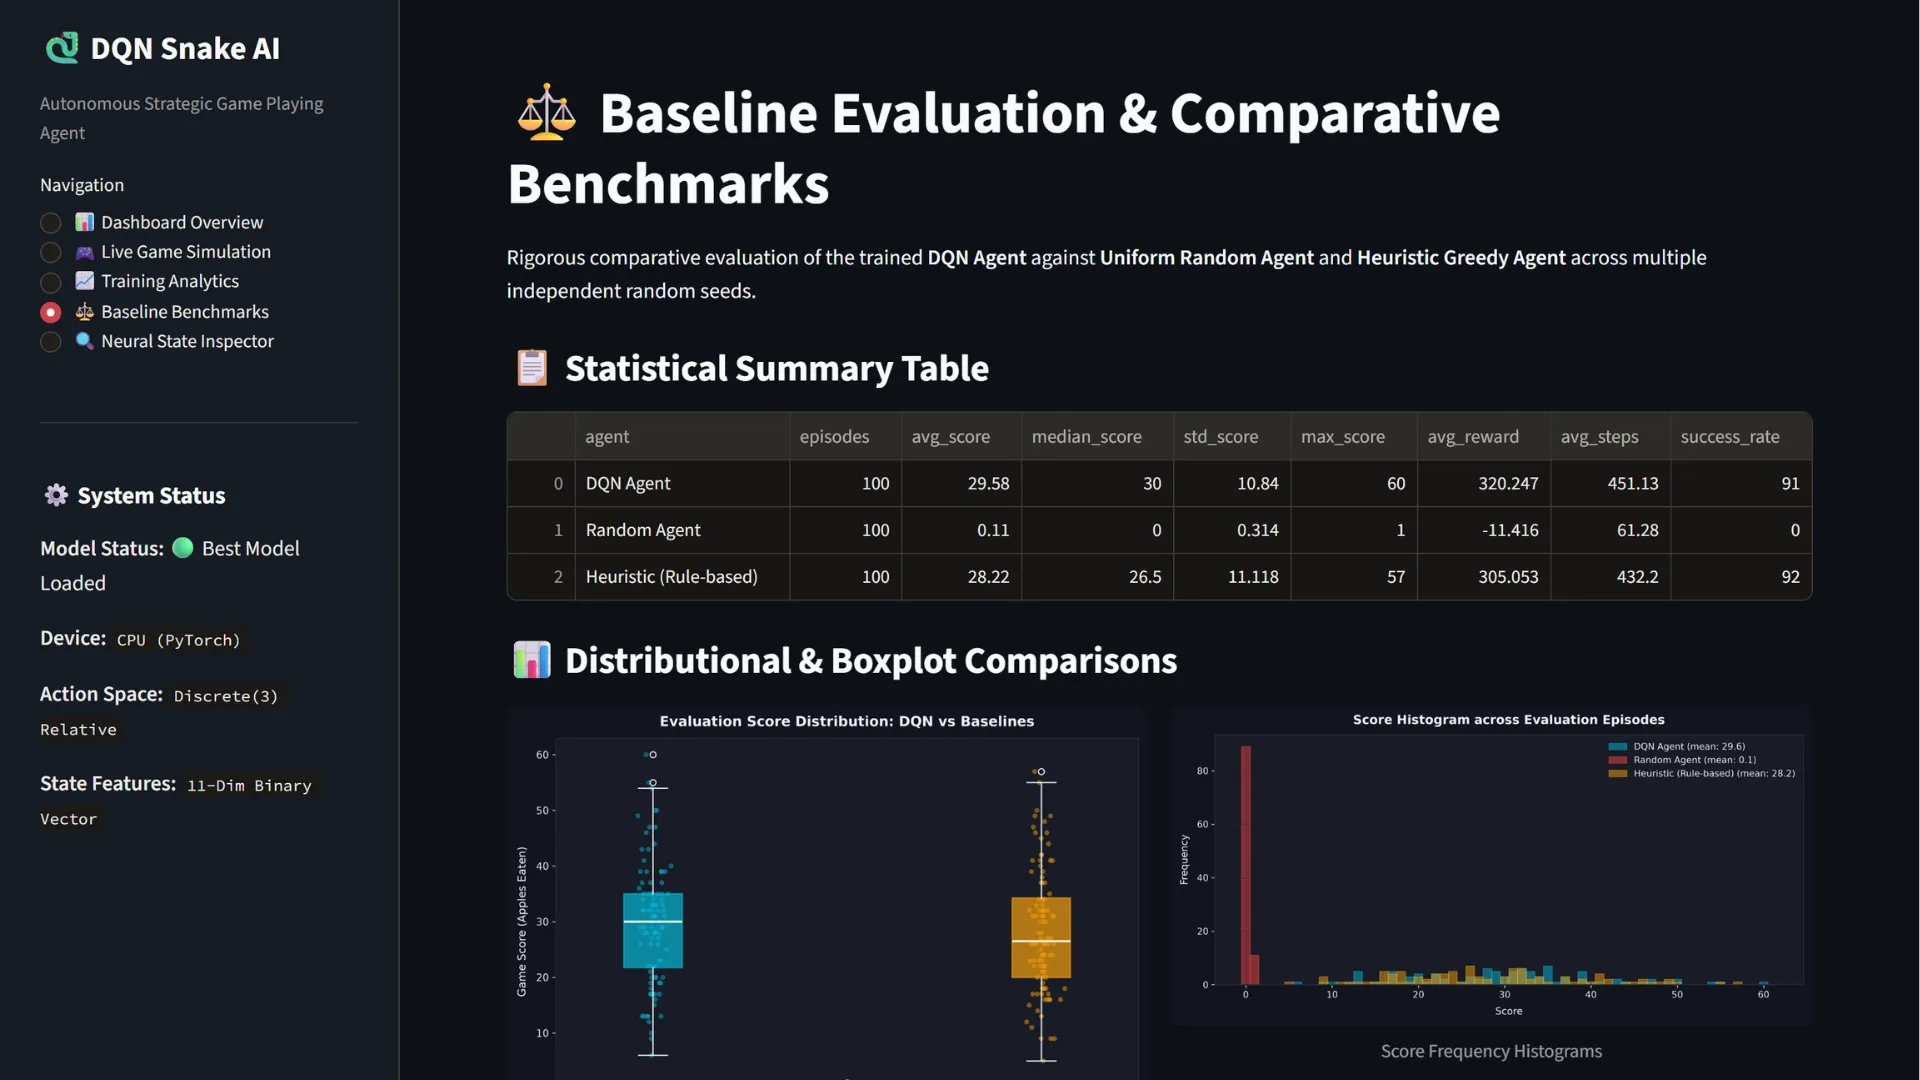 DQN Snake AI
Autonomous Strategic Game Playing
Agent
Navigation
Dashboard Overview
Live Game Simulation
Training Analytics
Baseline Benchmarks
Neural State Inspector
System Status
Model Status: Best Model
Loaded
Device: CPU (PyTorch)
Action Space: Discrete(3)
Relative
State Features: 11-Dim Binary
Vector
Baseline Evaluation & Comparative
Benchmarks
Rigorous comparative evaluation of the trained DQN Agent against Uniform Random Agent and Heuristic Greedy Agent across multiple
independent random seeds.
Statistical Summary Table
agent episodes avg_score median_score std_score max_score avg_reward avg_steps success_rate
0 DQN Agent 100 29.58 30 10.84 60 320.247 451.13 91
1 Random Agent 100 0.11 0 0.314 1 -11.416 61.28 0
2 Heuristic (Rule-based) 100 28.22 26.5 11.118 57 305.053 432.2 92
Distributional & Boxplot Comparisons
Evaluation Score Distribution: DQN vs Baselines
60
50
40
30
20
10
Game Score (Apples Eaten)
Score Histogram across Evaluation Episodes
DQN Agent (mean: 29.6)
Random Agent (mean: 0.1)
Heuristic (Rule-based) (mean: 28.2)
80
60
40
20
0
Frequency
0 10 20 30 40 50 60
Score
Score Frequency Histograms